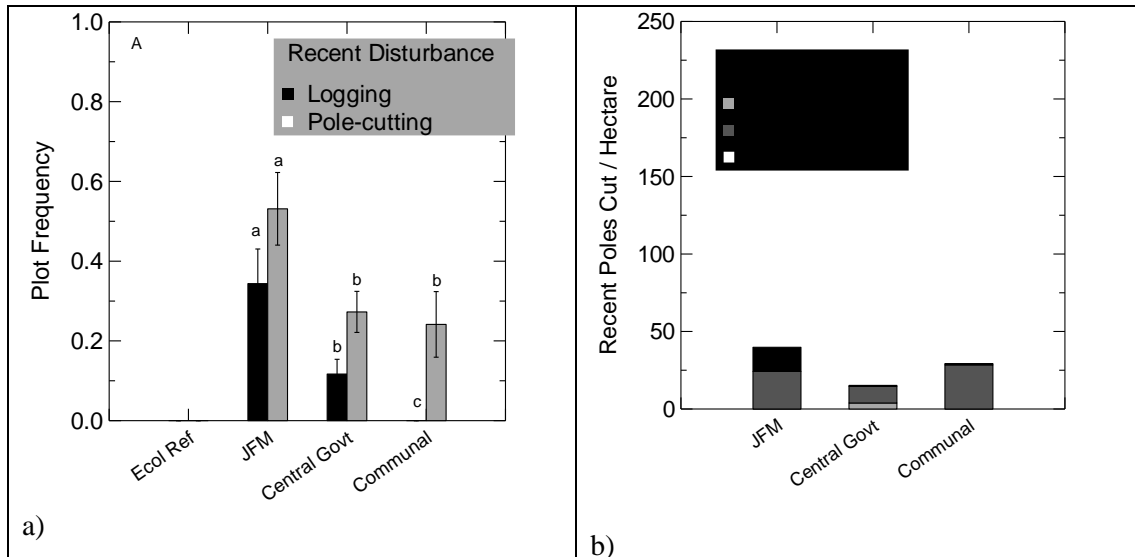 1.0
0.8
0.6
0.4
0.2
0.0
Plot Frequency
A
Recent Disturbance
Logging
Pole-cutting
a
a
b
b
c
b
Ecol Ref
JFM
Central Govt
Communal
a)
250
200
150
100
50
0
Recent Poles Cut / Hectare
JFM
Central Govt
Communal
b)